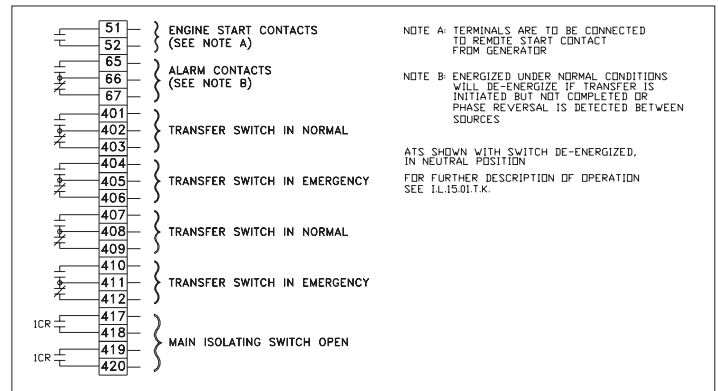 51
52
ENGINE START CONTACTS
(SEE NOTE A)
65
66
67
ALARM CONTACTS
(SEE NOTE B)
401
402
403
TRANSFER SWITCH IN NORMAL
404
405
406
TRANSFER SWITCH IN EMERGENCY
407
408
409
TRANSFER SWITCH IN NORMAL
410
411
412
TRANSFER SWITCH IN EMERGENCY
1CR
417
418
1CR
419
420
MAIN ISOLATING SWITCH OPEN
NOTE A: TERMINALS ARE TO BE CONNECTED
TO REMOTE START CONTACT
FROM GENERATOR
NOTE B: ENERGIZED UNDER NORMAL CONDITIONS
WILL DE-ENERGIZE IF TRANSFER IS
INITIATED BUT NOT COMPLETED OR
PHASE REVERSAL IS DETECTED BETWEEN
SOURCES
ATS SHOWN WITH SWITCH DE-ENERGIZED,
IN NEUTRAL POSITION
FOR FURTHER DESCRIPTION OF OPERATION
SEE I.L.15.01.T.K.